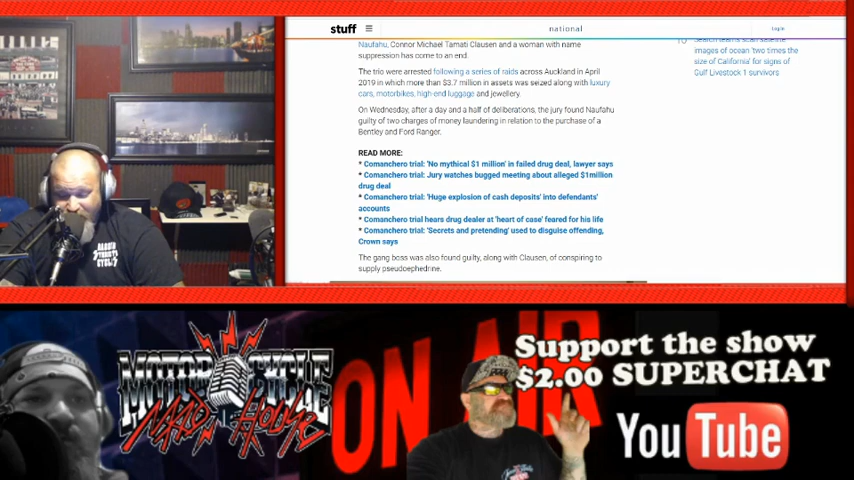 stuff
national
Login
Naufahu, Connor Michael Tamati Clausen and a woman with name
suppression has come to an end.
The trio were arrested following a series of raids across Auckland in April
2019 in which more than $3.7 million in assets was seized along with luxury
cars, motorbikes, high-end luggage and jewellery.
On Wednesday, after a day and a half of deliberations, the jury found Naufahu
guilty of two charges of money laundering in relation to the purchase of a
Bentley and Ford Ranger.
READ MORE:
* Comanchero trial: 'No mythical $1 million' in failed drug deal, lawyer says
* Comanchero trial: Jury watches bugged meeting about alleged $1million
drug deal
* Comanchero trial: 'Huge explosion of cash deposits' into defendants'
accounts
* Comanchero trial hears drug dealer at 'heart of case' feared for his life
* Comanchero trial: 'Secrets and pretending' used to disguise offending,
Crown says
The gang boss was also found guilty, along with Clausen, of conspiring to
supply pseudoephedrine.
10
Search teams scan satellite
images of ocean 'two times the
size of California' for signs of
Gulf Livestock 1 survivors
MOTORCYCLE
MAD HOUSE
ON AIR
Support the show
$2.00 SUPERCHAT
YouTube